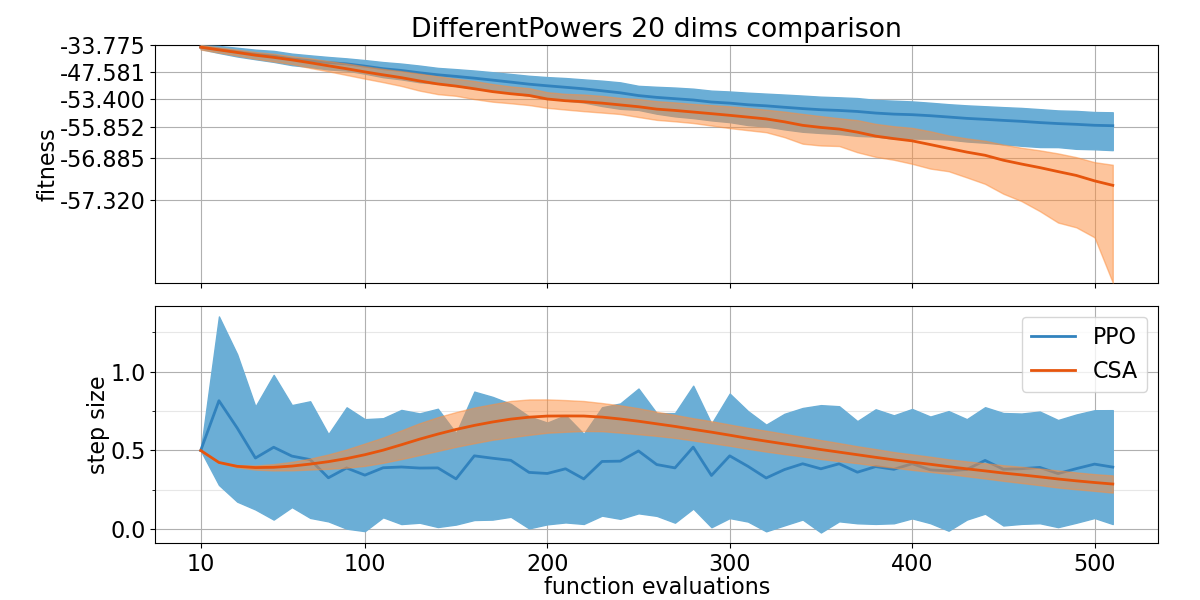 DifferentPowers 20 dims comparison
-33.775
-47.581
-53.400
-55.852
-56.885
-57.320
fitness
PPO
CSA
1.0
0.5
0.0
step size
10
100
200
300
400
500
function evaluations